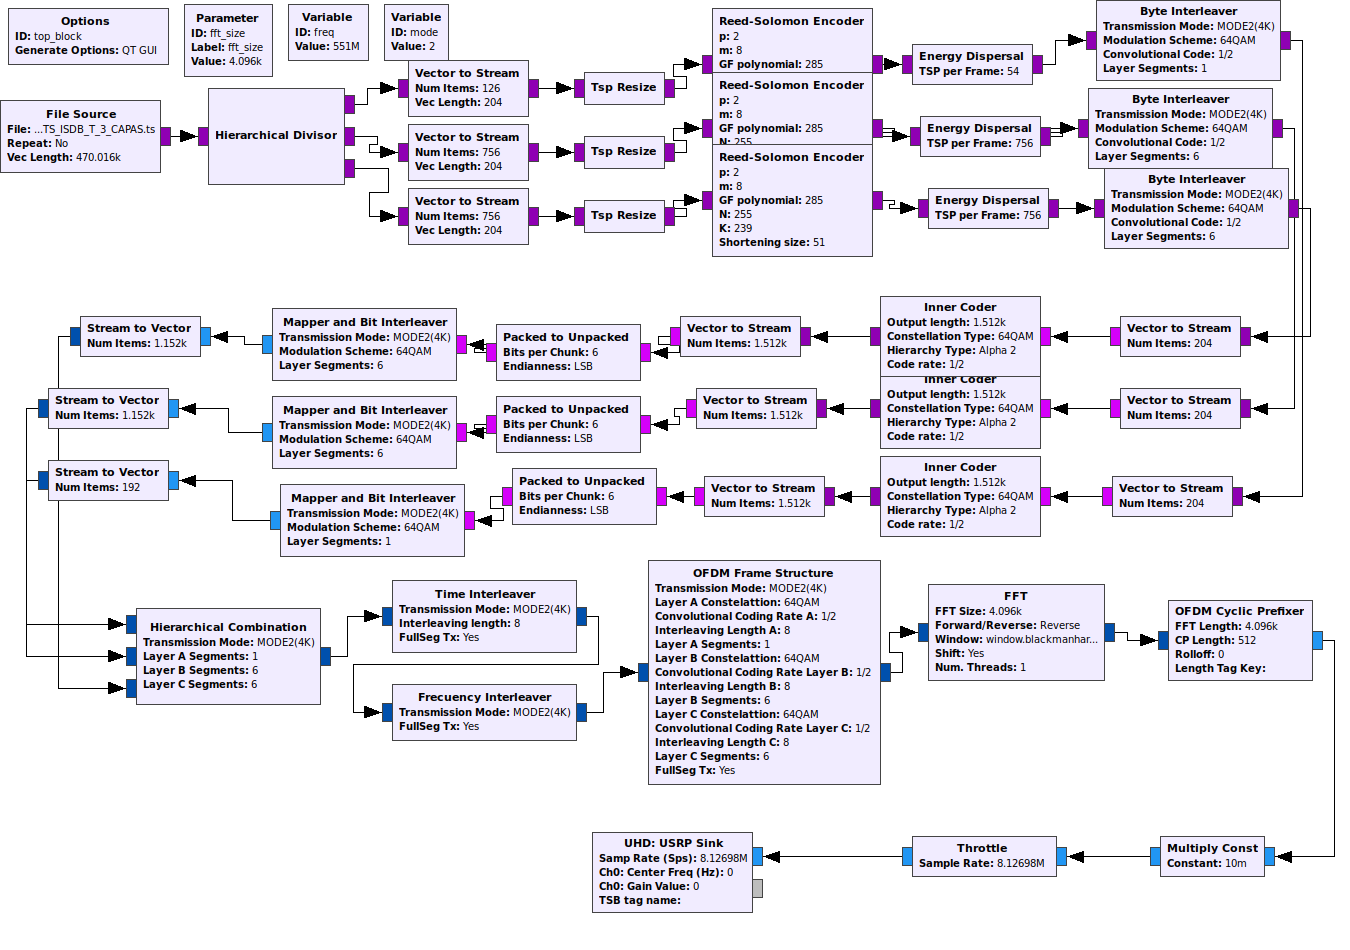 Options
ID: top_block
Generate Options: QT GUI
Parameter
ID: fft_size
Label: fft_size
Value: 4.096k
Variable
ID: freq
Value: 551M
Variable
ID: mode
Value: 2
File Source
File: ...TS_ISDB_T_3_CAPAS.ts
Repeat: No
Vec Length: 470.016k
Hierarchical Divisor
Vector to Stream
Num Items: 126
Vec Length: 204
Vector to Stream
Num Items: 756
Vec Length: 204
Vector to Stream
Num Items: 756
Vec Length: 204
Tsp Resize
Tsp Resize
Tsp Resize
Reed-Solomon Encoder
p: 2
m: 8
GF polynomial: 285
Reed-Solomon Encoder
p: 2
m: 8
GF polynomial: 285
N: 255
Reed-Solomon Encoder
p: 2
m: 8
GF polynomial: 285
N: 255
K: 239
Shortening size: 51
Energy Dispersal
TSP per Frame: 54
Energy Dispersal
TSP per Frame: 756
Energy Dispersal
TSP per Frame: 756
Byte Interleaver
Transmission Mode: MODE2(4K)
Modulation Scheme: 64QAM
Convolutional Code: 1/2
Layer Segments: 1
Byte Interleaver
Transmission Mode: MODE2(4K)
Modulation Scheme: 64QAM
Convolutional Code: 1/2
Layer Segments: 6
Byte Interleaver
Transmission Mode: MODE2(4K)
Modulation Scheme: 64QAM
Convolutional Code: 1/2
Layer Segments: 6
Stream to Vector
Num Items: 1.152k
Mapper and Bit Interleaver
Transmission Mode: MODE2(4K)
Modulation Scheme: 64QAM
Layer Segments: 6
Packed to Unpacked
Bits per Chunk: 6
Endianness: LSB
Vector to Stream
Num Items: 1.512k
Inner Coder
Output length: 1.512k
Constellation Type: 64QAM
Hierarchy Type: Alpha 2
Code rate: 1/2
Vector to Stream
Num Items: 204
Stream to Vector
Num Items: 1.152k
Mapper and Bit Interleaver
Transmission Mode: MODE2(4K)
Modulation Scheme: 64QAM
Layer Segments: 6
Packed to Unpacked
Bits per Chunk: 6
Endianness: LSB
Vector to Stream
Num Items: 1.512k
Inner Coder
Output length: 1.512k
Constellation Type: 64QAM
Hierarchy Type: Alpha 2
Code rate: 1/2
Vector to Stream
Num Items: 204
Stream to Vector
Num Items: 192
Mapper and Bit Interleaver
Transmission Mode: MODE2(4K)
Modulation Scheme: 64QAM
Layer Segments: 1
Packed to Unpacked
Bits per Chunk: 6
Endianness: LSB
Vector to Stream
Num Items: 1.512k
Inner Coder
Output length: 1.512k
Constellation Type: 64QAM
Hierarchy Type: Alpha 2
Code rate: 1/2
Vector to Stream
Num Items: 204
Hierarchical Combination
Transmission Mode: MODE2(4K)
Layer A Segments: 1
Layer B Segments: 6
Layer C Segments: 6
Time Interleaver
Transmission Mode: MODE2(4K)
Interleaving length: 8
FullSeg Tx: Yes
Frecuency Interleaver
Transmission Mode: MODE2(4K)
FullSeg Tx: Yes
OFDM Frame Structure
Transmission Mode: MODE2(4K)
Layer A Constelattion: 64QAM
Convolutional Coding Rate A: 1/2
Interleaving Length A: 8
Layer A Segments: 1
Layer B Constelattion: 64QAM
Convolutional Coding Rate Layer B: 1/2
Interleaving Length B: 8
Layer B Segments: 6
Layer C Constelattion: 64QAM
Convolutional Coding Rate Layer C: 1/2
Interleaving Length C: 8
Layer C Segments: 6
FullSeg Tx: Yes
FFT
FFT Size: 4.096k
Forward/Reverse: Reverse
Window: window.blackmanhar...
Shift: Yes
Num. Threads: 1
OFDM Cyclic Prefixer
FFT Length: 4.096k
CP Length: 512
Rolloff: 0
Length Tag Key:
UHD: USRP Sink
Samp Rate (Sps): 8.12698M
Ch0: Center Freq (Hz): 0
Ch0: Gain Value: 0
TSB tag name:
Throttle
Sample Rate: 8.12698M
Multiply Const
Constant: 10m